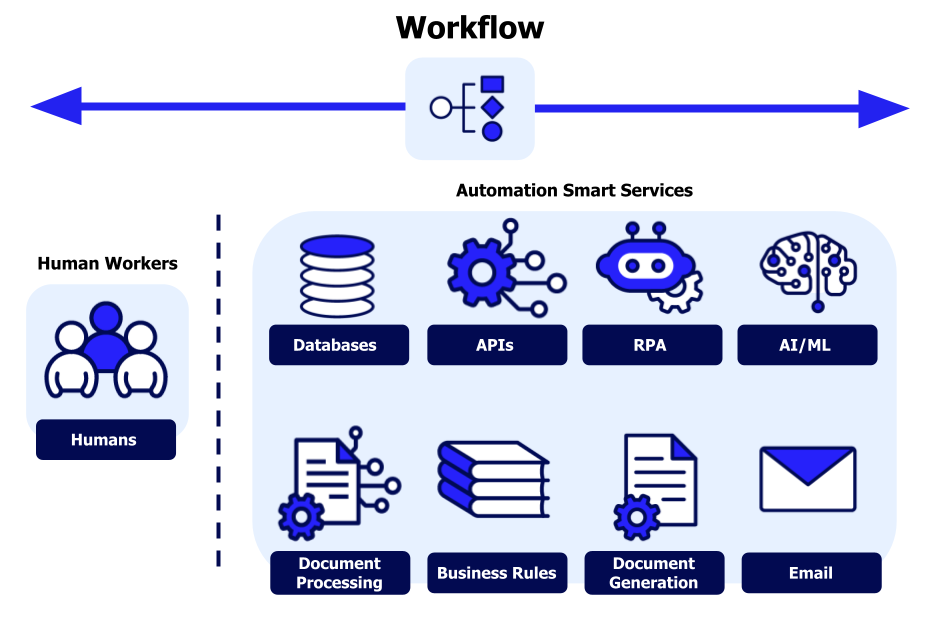 Workflow
Automation Smart Services
Human Workers
Humans
Databases
APIs
RPA
AI/ML
Document
Processing
Business Rules
Document
Generation
Email